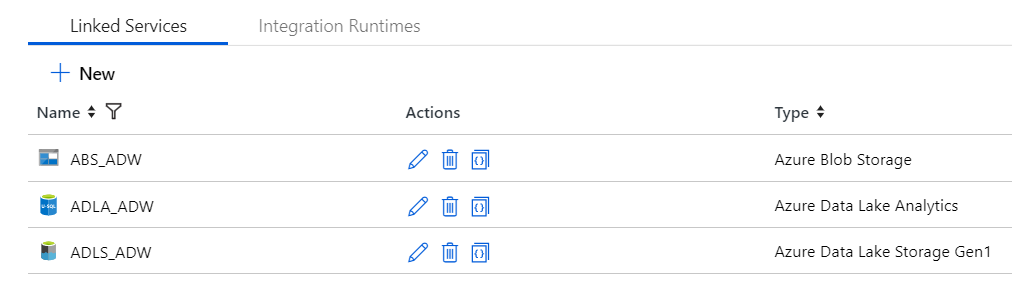 Linked Services Integration Runtimes
New
Name Actions Type
ABS_ADW Azure Blob Storage
U-SQL ADLA_ADW Azure Data Lake Analytics
ADLS_ADW Azure Data Lake Storage Gen1